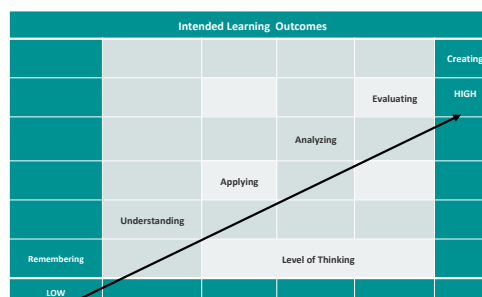 Intended Learning Outcomes
Creating
Evaluating
HIGH
Analyzing
Applying
Understanding
Remembering
Level of Thinking
LOW